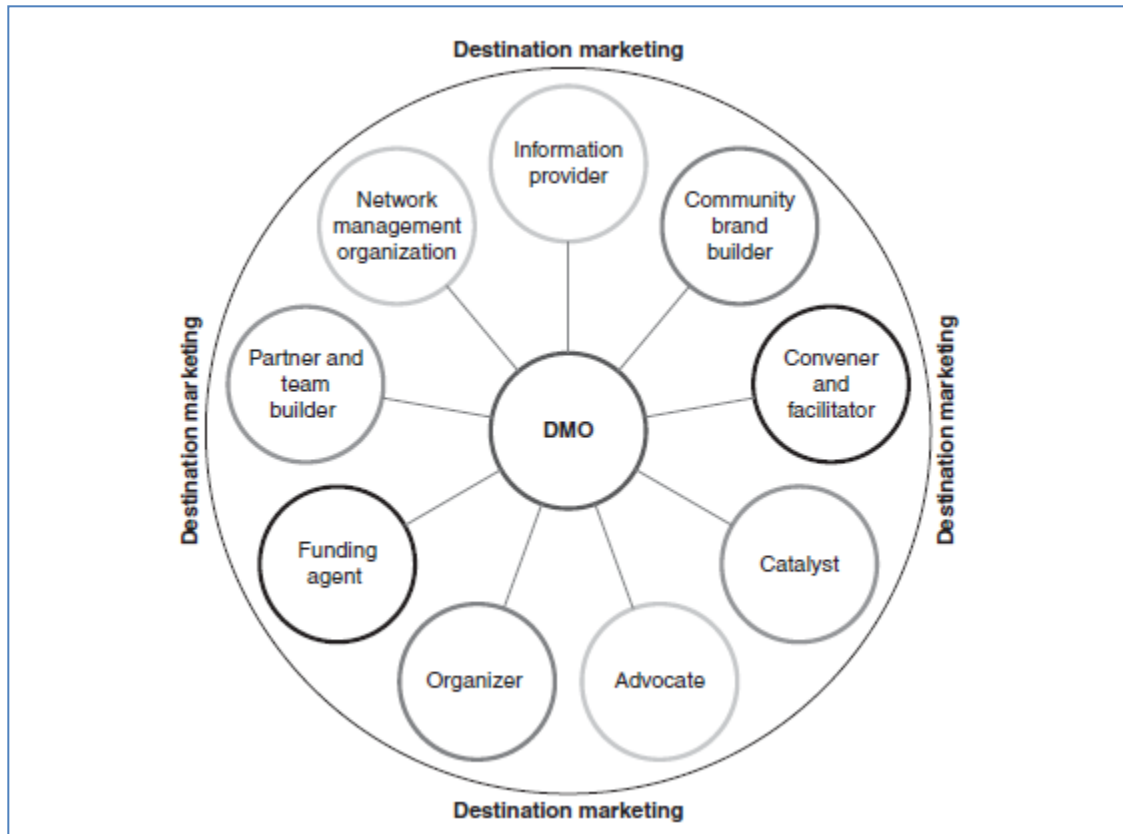 Destination marketing
Information
provider
Community
brand
builder
Convener
and
facilitator
Catalyst
Advocate
Organizer
Funding
agent
Partner and
team
builder
Network
management
organization
DMO
Destination marketing
Destination marketing
Destination marketing